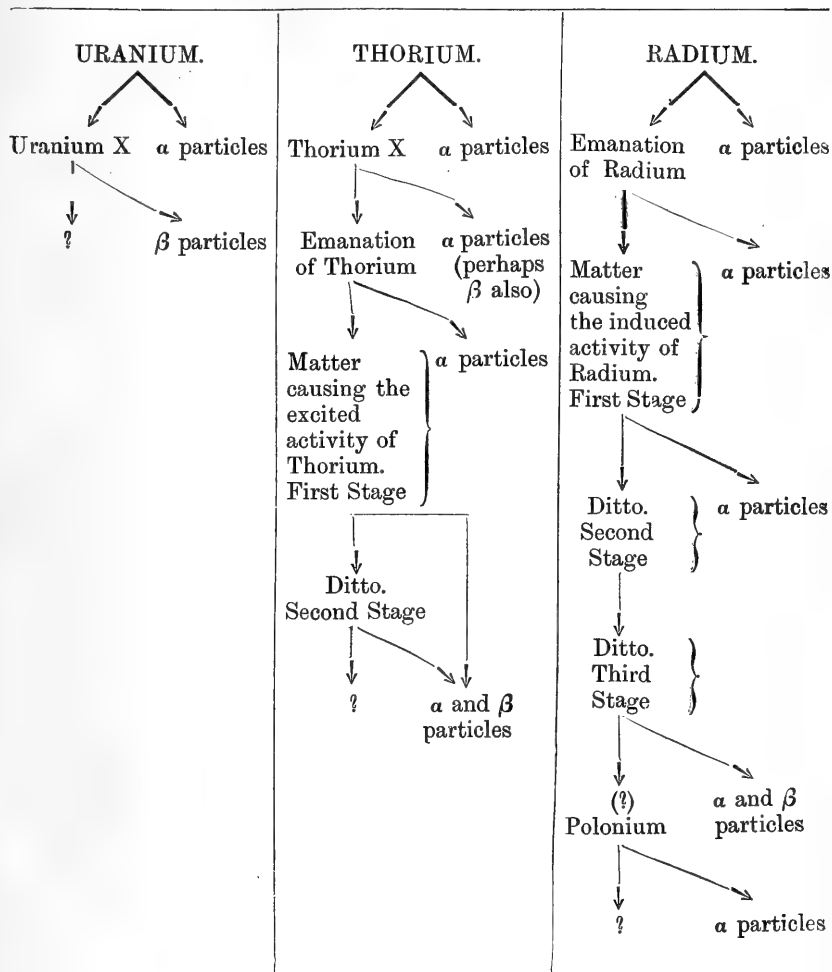 URANIUM.
Uranium X α particles
? β particles
THORIUM.
Thorium X α particles
Emanation
of Thorium
α particles
(perhaps
β also)
Matter
causing the
excited
activity of
Thorium.
First Stage
α particles
Ditto.
Second Stage
?
α and β
particles
RADIUM.
Emanation
of Radium
α particles
Matter
causing
the induced
activity of
Radium.
First Stage
α particles
Ditto.
Second
Stage
α particles
Ditto.
Third
Stage
(?)
Polonium
α and β
particles
? α particles